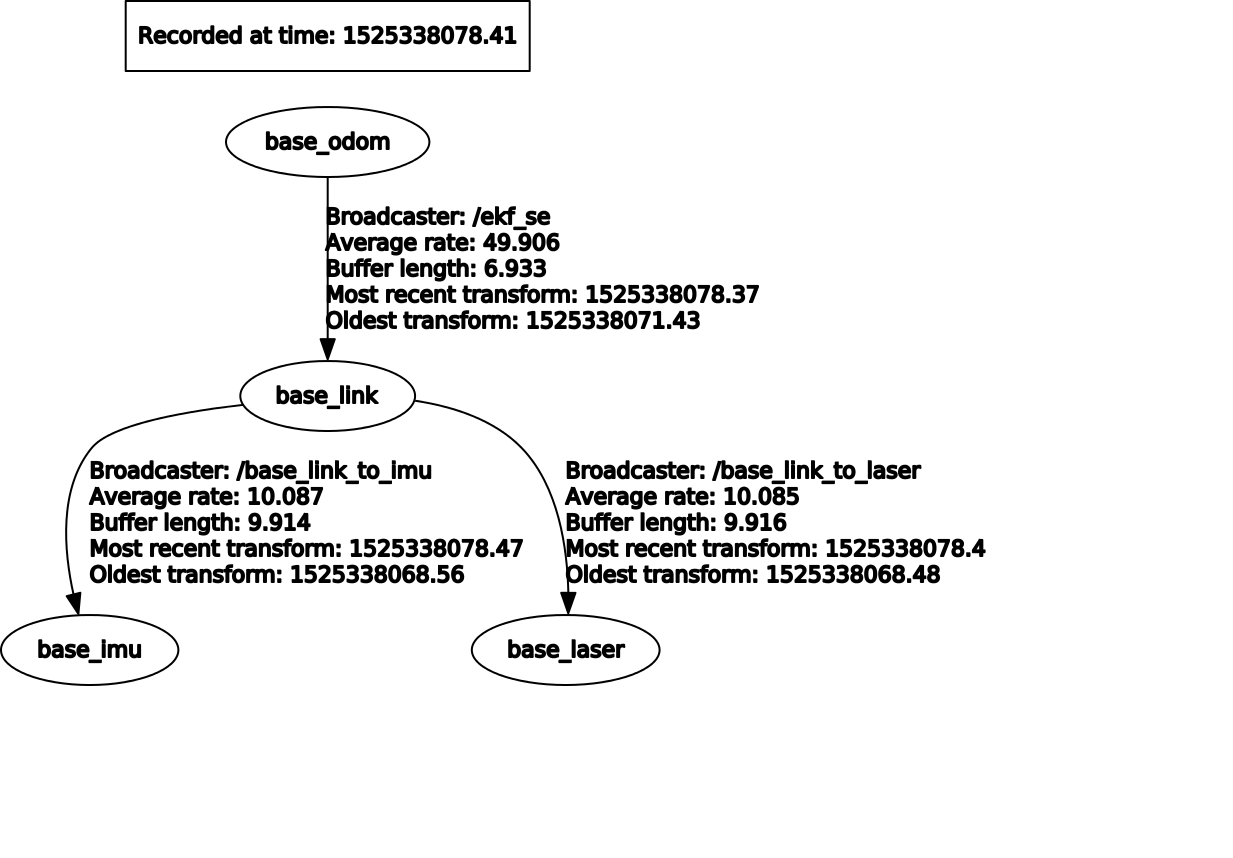 Recorded at time: 1525338078.41
base_odom
Broadcaster: /ekf_se
Average rate: 49.906
Buffer length: 6.933
Most recent transform: 1525338078.37
Oldest transform: 1525338071.43
base_link
Broadcaster: /base_link_to_imu
Average rate: 10.087
Buffer length: 9.914
Most recent transform: 1525338078.47
Oldest transform: 1525338068.56
Broadcaster: /base_link_to_laser
Average rate: 10.085
Buffer length: 9.916
Most recent transform: 1525338078.4
Oldest transform: 1525338068.48
base_imu
base_laser